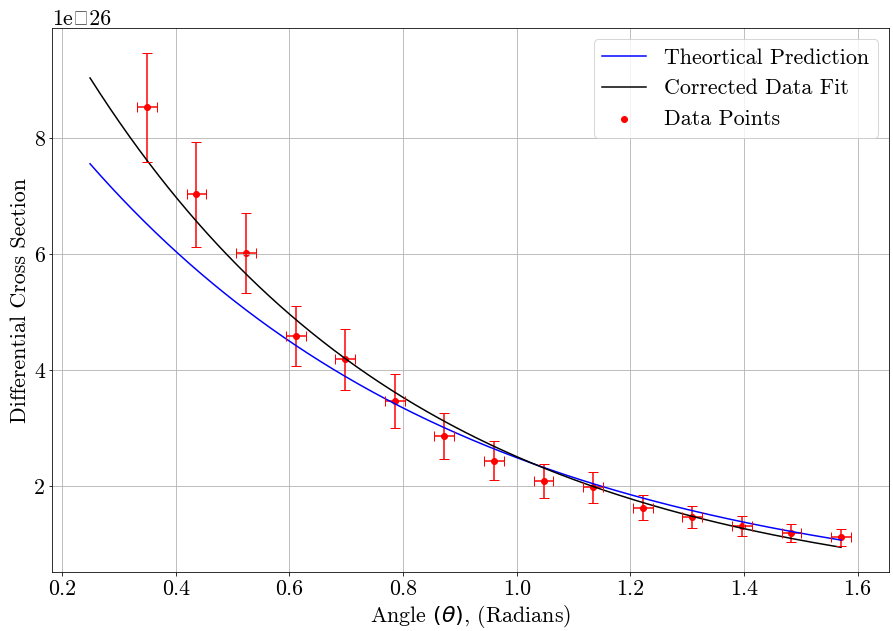 1e□26
Theortical Prediction
Corrected Data Fit
Data Points
Differential Cross Section
8
6
4
2
0.2 0.4 0.6 0.8 1.0 1.2 1.4 1.6
Angle (θ), (Radians)